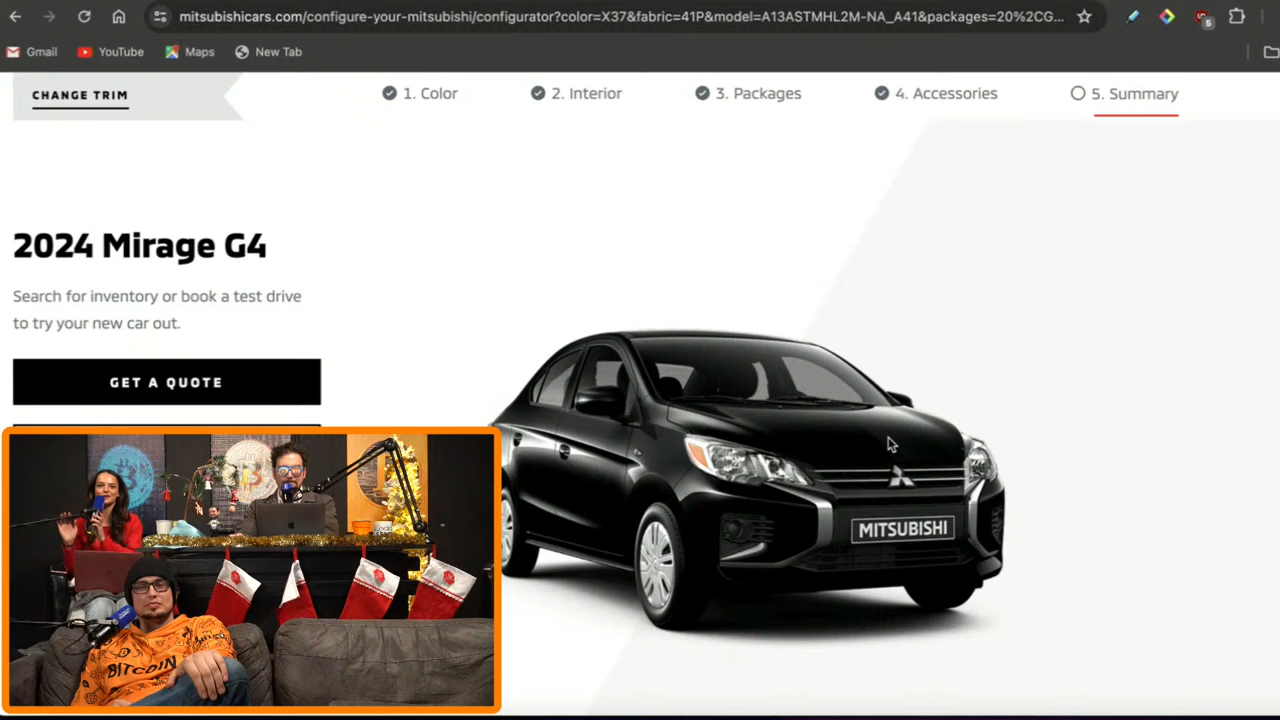 mitsubishicars.com/configure-your-mitsubishi/configurator?color=X37&fabric=41P&model=A13ASTMHL2M-NA_A41&packages=20%2CG...
5
Gmail
YouTube
Maps
New Tab
CHANGE TRIM
1. Color
2. Interior
3. Packages
4. Accessories
5. Summary
2024 Mirage G4
Search for inventory or book a test drive
to try your new car out.
GET A QUOTE
MITSUBISHI
BITCOIN